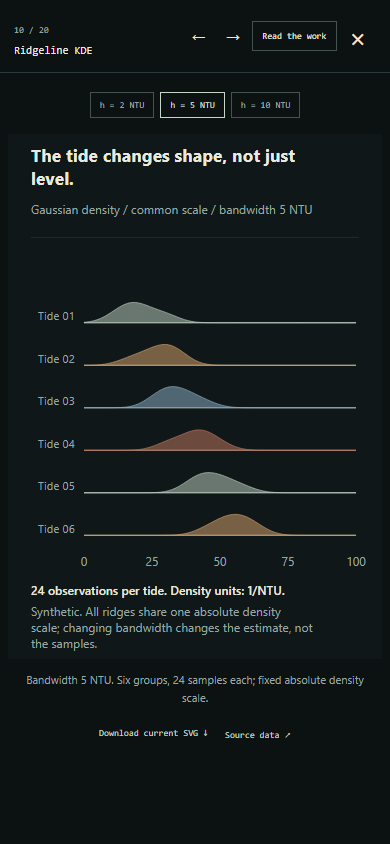 10 / 20
Ridgeline KDE
← → Read the work ×
h = 2 NTU h = 5 NTU h = 10 NTU
The tide changes shape, not just
level.
Gaussian density / common scale / bandwidth 5 NTU
Tide 01
Tide 02
Tide 03
Tide 04
Tide 05
Tide 06
0 25 50 75 100
24 observations per tide. Density units: 1/NTU.
Synthetic. All ridges share one absolute density
scale; changing bandwidth changes the estimate, not
the samples.
Bandwidth 5 NTU. Six groups, 24 samples each; fixed absolute density
scale.
Download current SVG ↓ Source data ↗